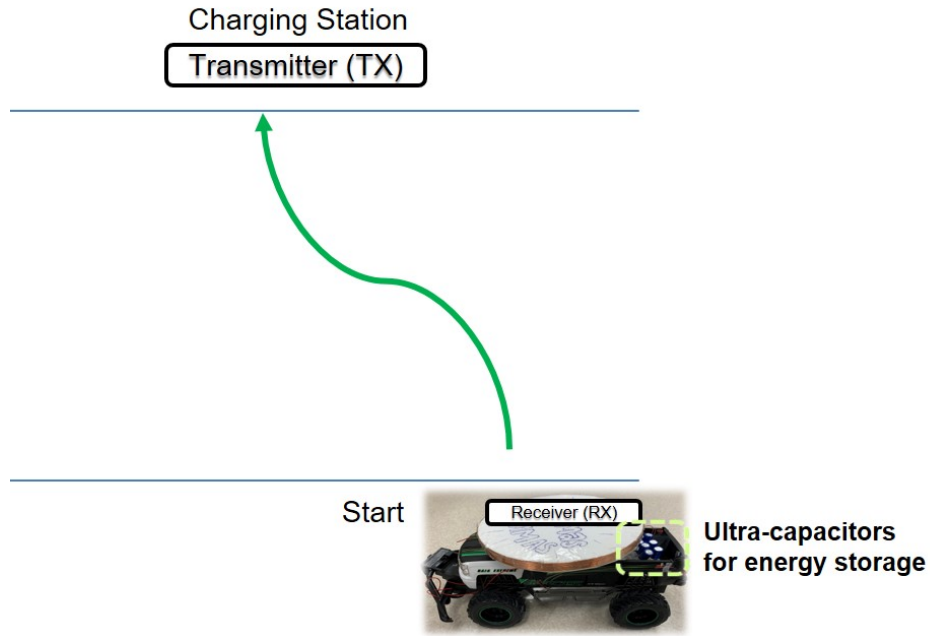 Charging Station
Transmitter (TX)
Start
Receiver (RX)
Ultra-capacitors
for energy storage